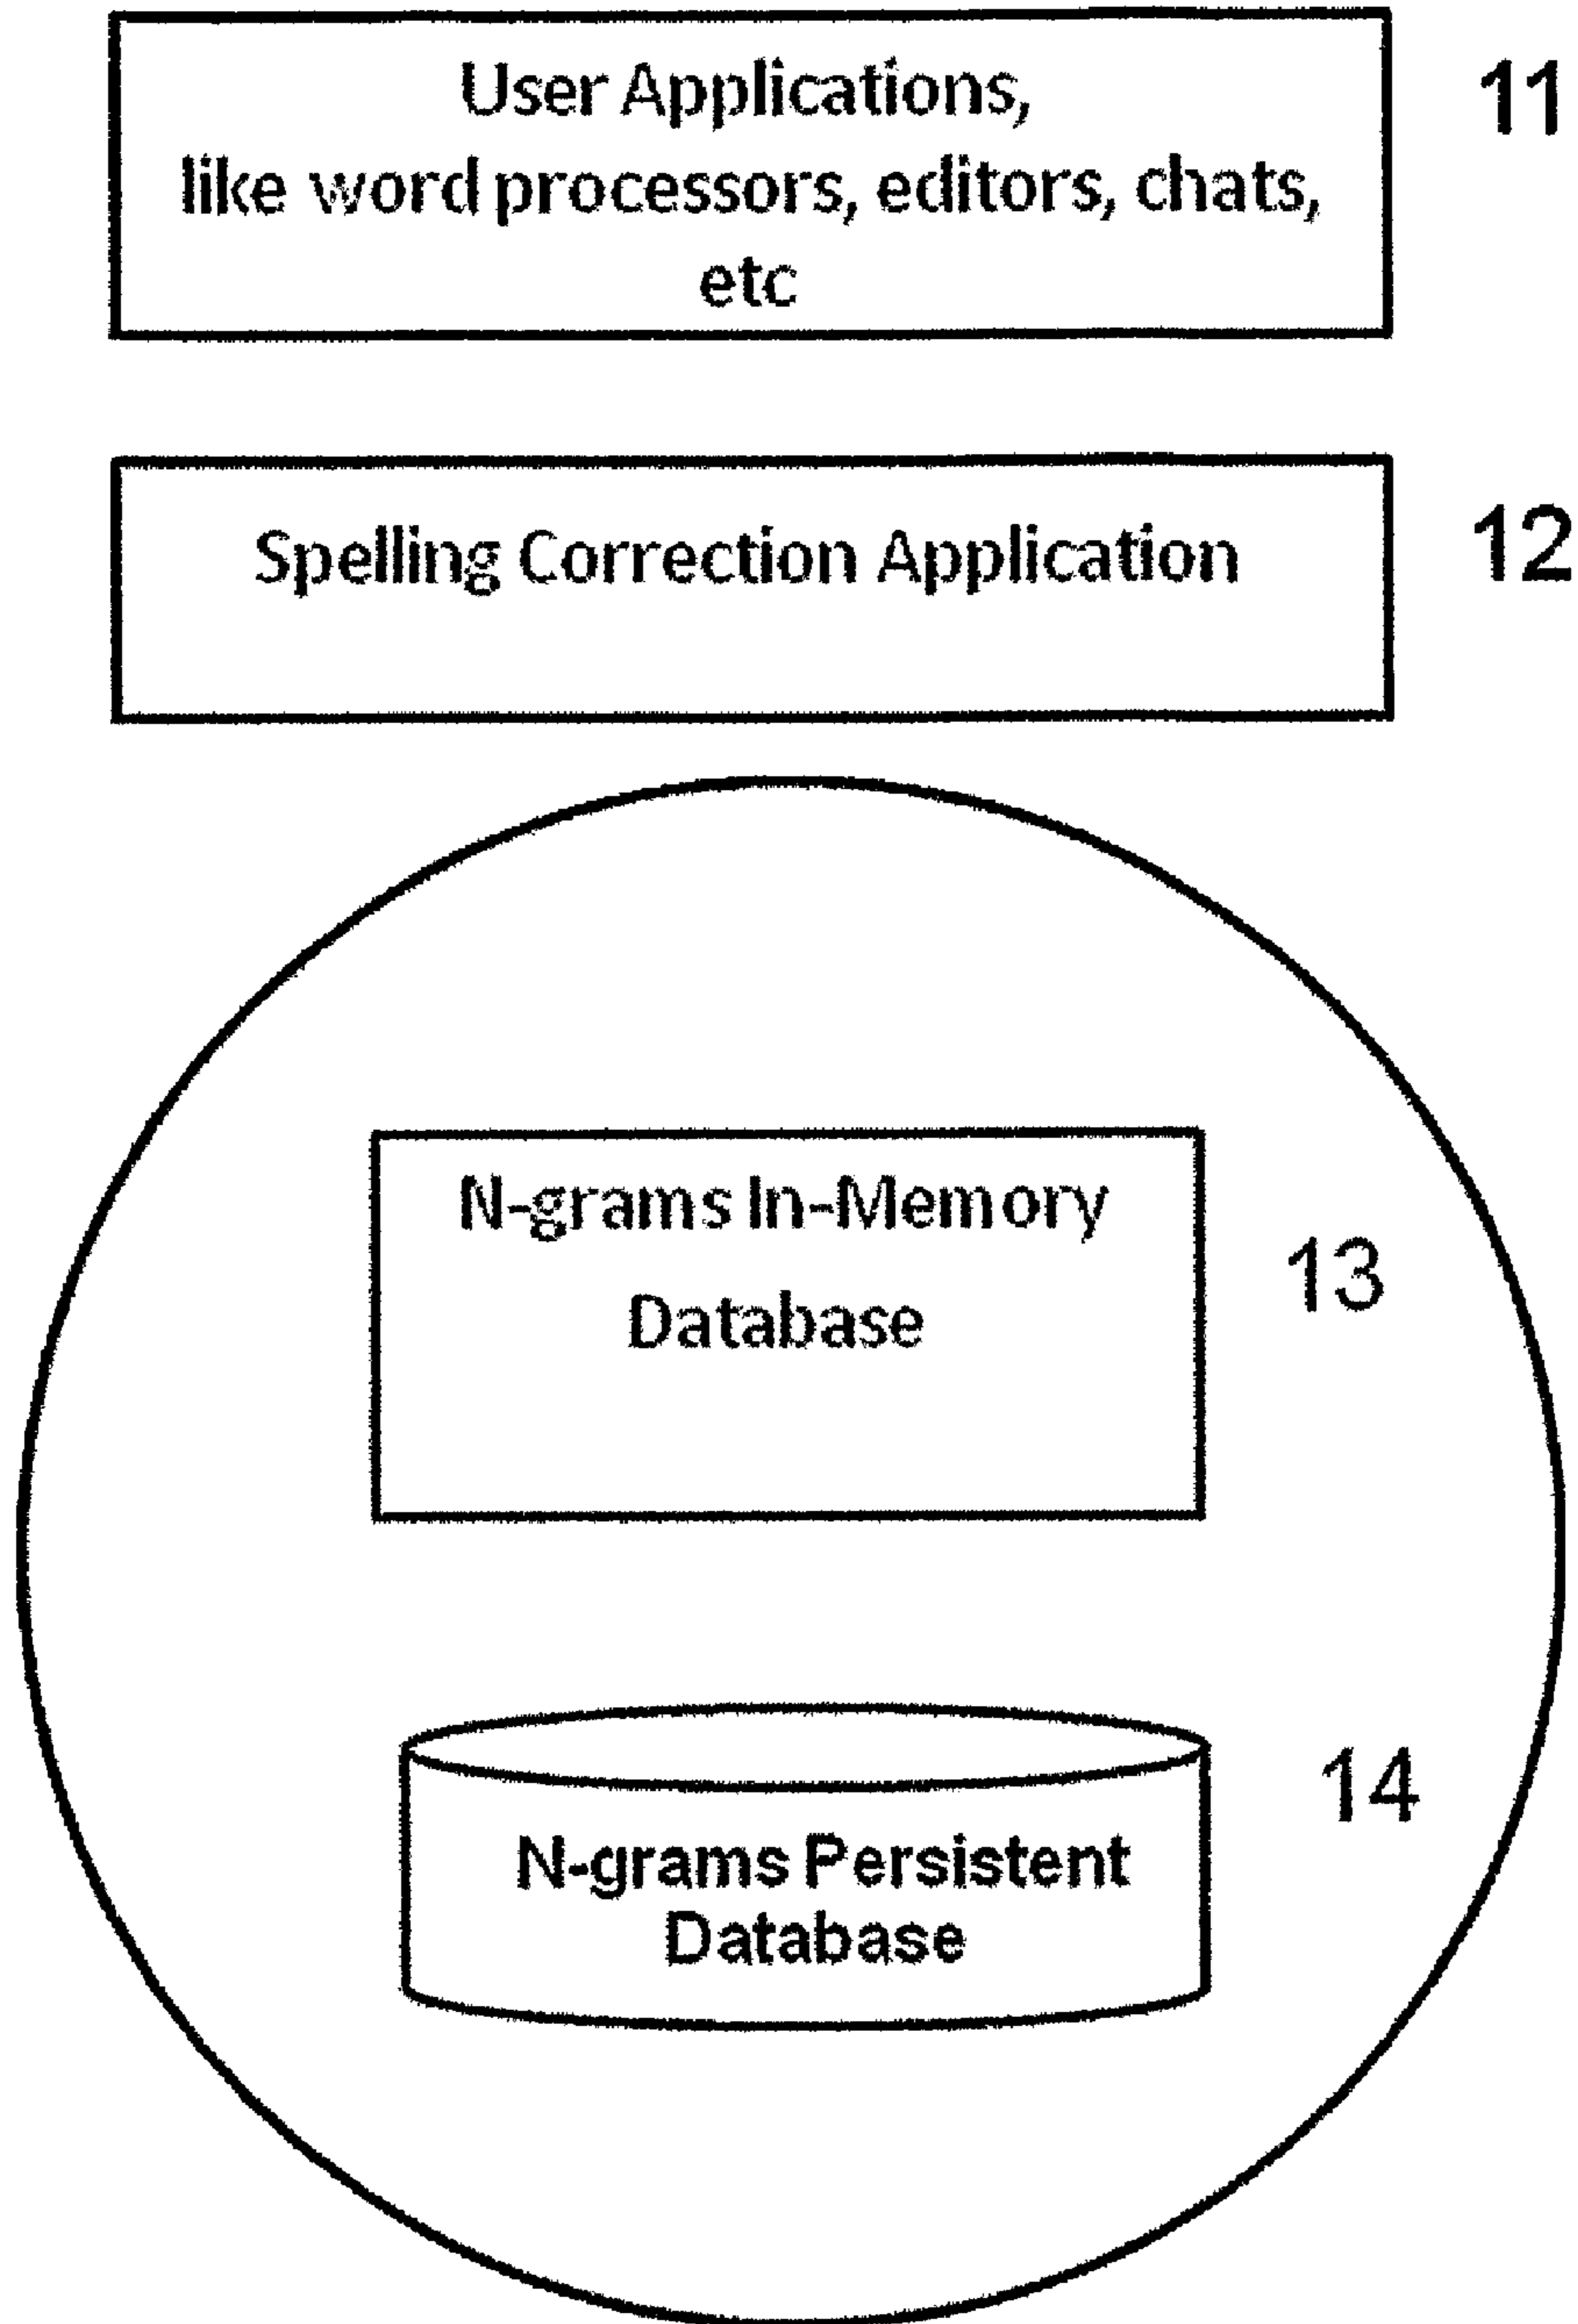 User Applications,
11
like word processors, editors, chats,
etc
Spelling Correction Application
12
N-grams In-Memory
Database
13
14
N-grams Persistent
Database